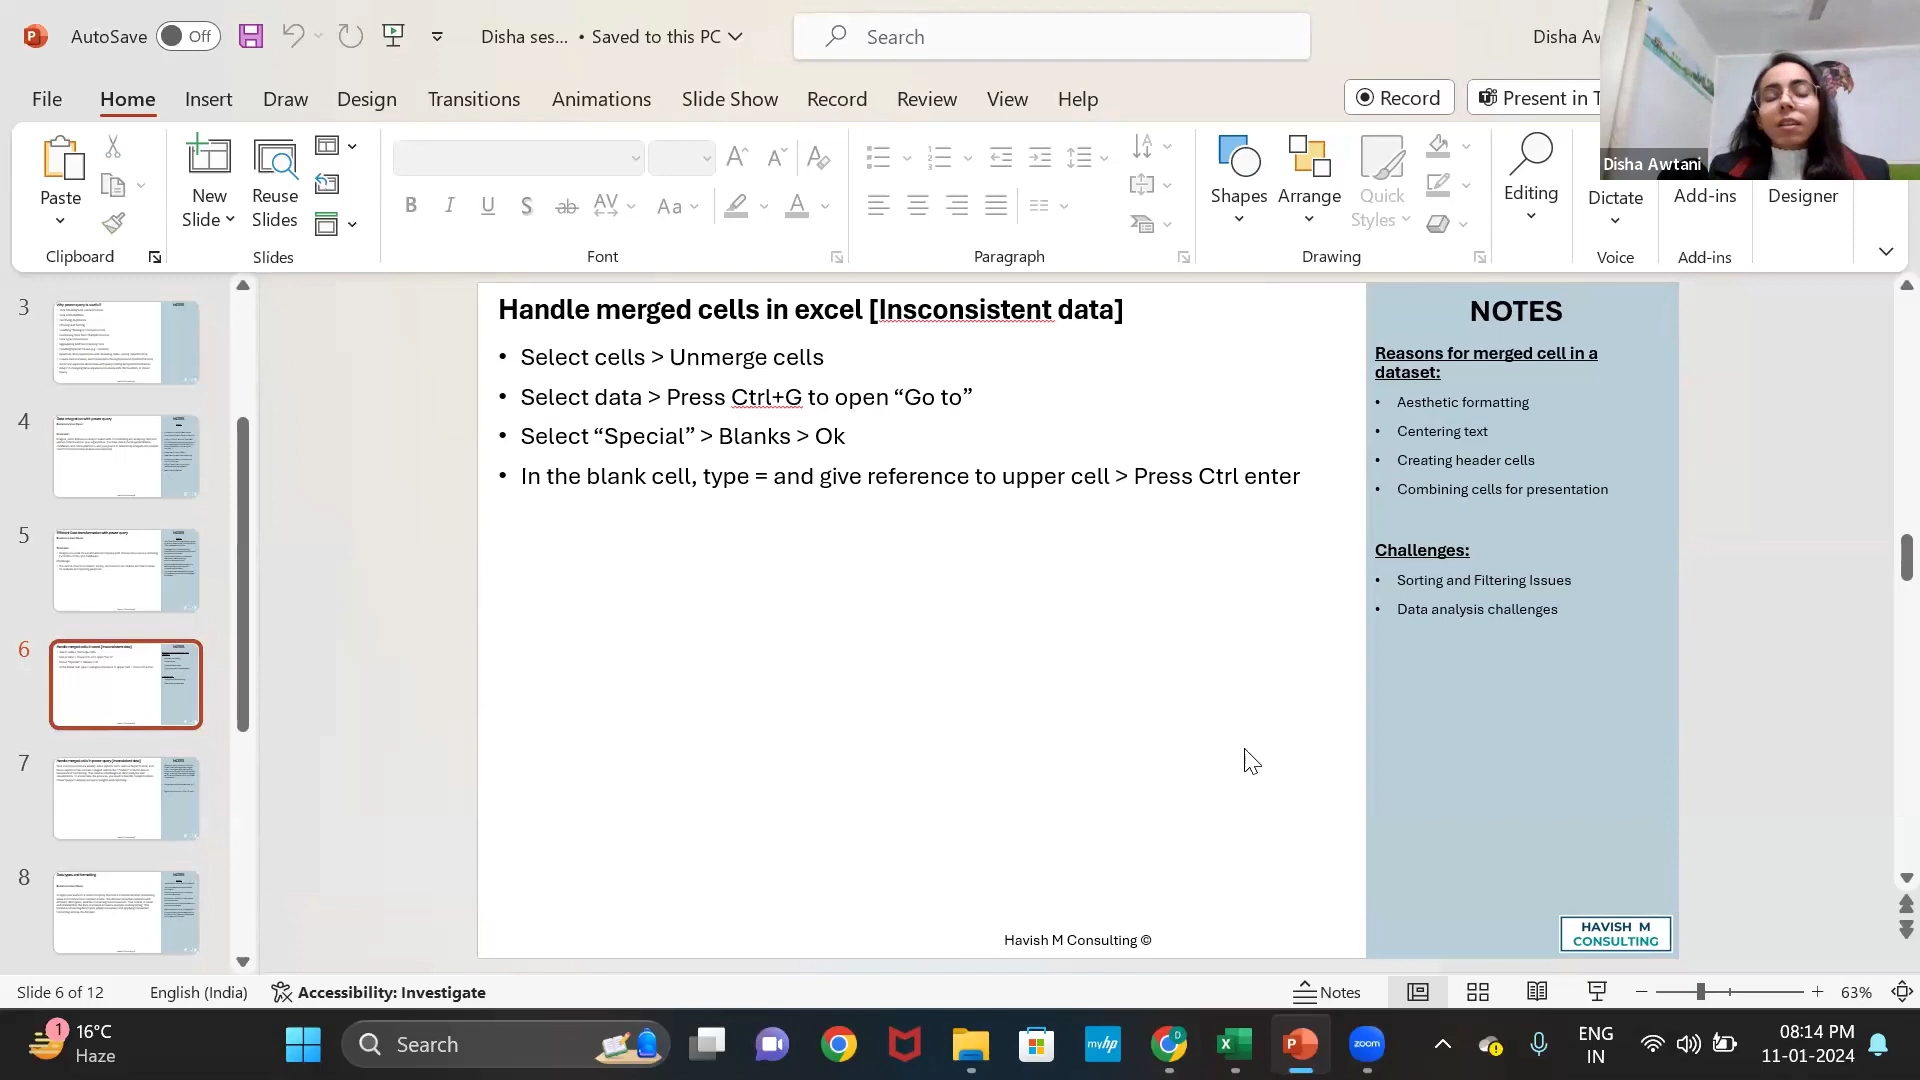 AutoSave Off Disha ses... • Saved to this PC Search Disha Aw
File Home Insert Draw Design Transitions Animations Slide Show Record Review View Help Record Present in T
Disha Awtani
Paste New Slide Reuse Slides Shapes Arrange Quick Styles Editing Dictate Add-ins Designer
Clipboard Slides Font Paragraph Drawing Voice Add-ins
3
4
5
6
7
8
Handle merged cells in excel [Insconsistent data]
• Select cells > Unmerge cells
• Select data > Press Ctrl+G to open “Go to”
• Select “Special” > Blanks > Ok
• In the blank cell, type = and give reference to upper cell > Press Ctrl enter
Havish M Consulting ©
NOTES
Reasons for merged cell in a
dataset:
• Aesthetic formatting
• Centering text
• Creating header cells
• Combining cells for presentation
Challenges:
• Sorting and Filtering Issues
• Data analysis challenges
HAVISH M
CONSULTING
Slide 6 of 12 English (India) Accessibility: Investigate Notes 63%
1 16°C
Haze
Search
myhp
zoom
ENG
IN
08:14 PM
11-01-2024